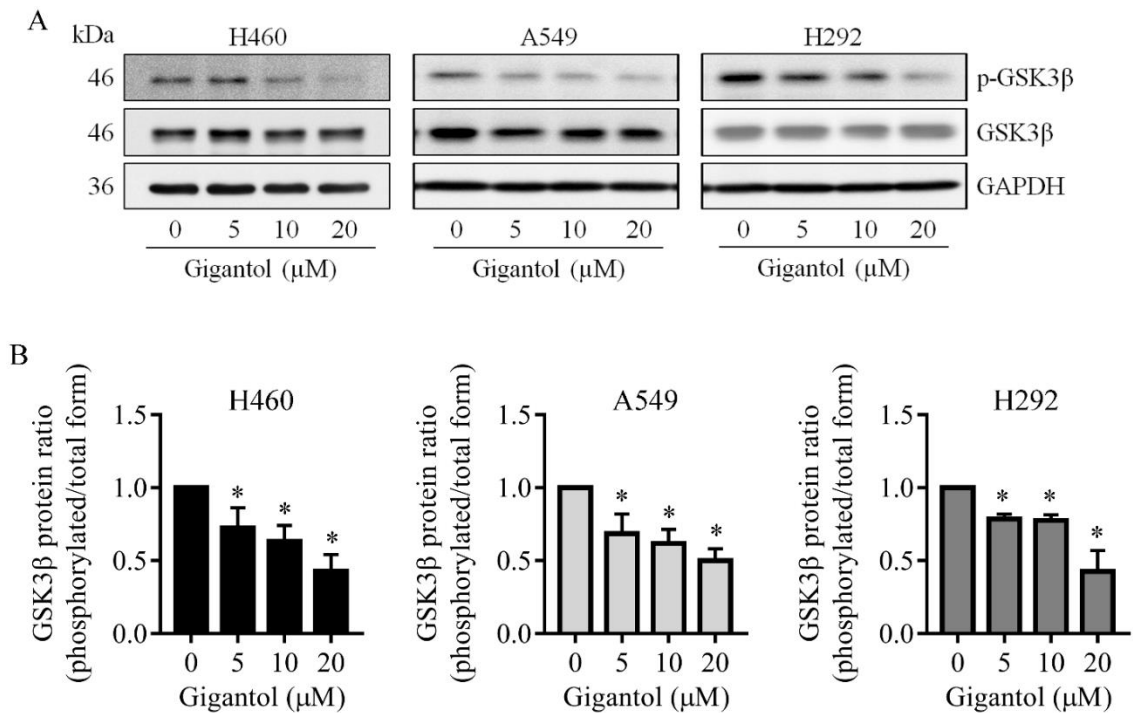 A
kDa H460 A549 H292
46 p-GSK3β
46 GSK3β
36 GAPDH
0 5 10 20 0 5 10 20 0 5 10 20
Gigantol (µM) Gigantol (µM) Gigantol (µM)
B
H460
GSK3β protein ratio
(phosphorylated/total form)
1.5
1.0
0.5
0.0
* * *
0 5 10 20
Gigantol (µM)
A549
GSK3β protein ratio
(phosphorylated/total form)
1.5
1.0
0.5
0.0
* * *
0 5 10 20
Gigantol (µM)
H292
GSK3β protein ratio
(phosphorylated/total form)
1.5
1.0
0.5
0.0
* * *
0 5 10 20
Gigantol (µM)